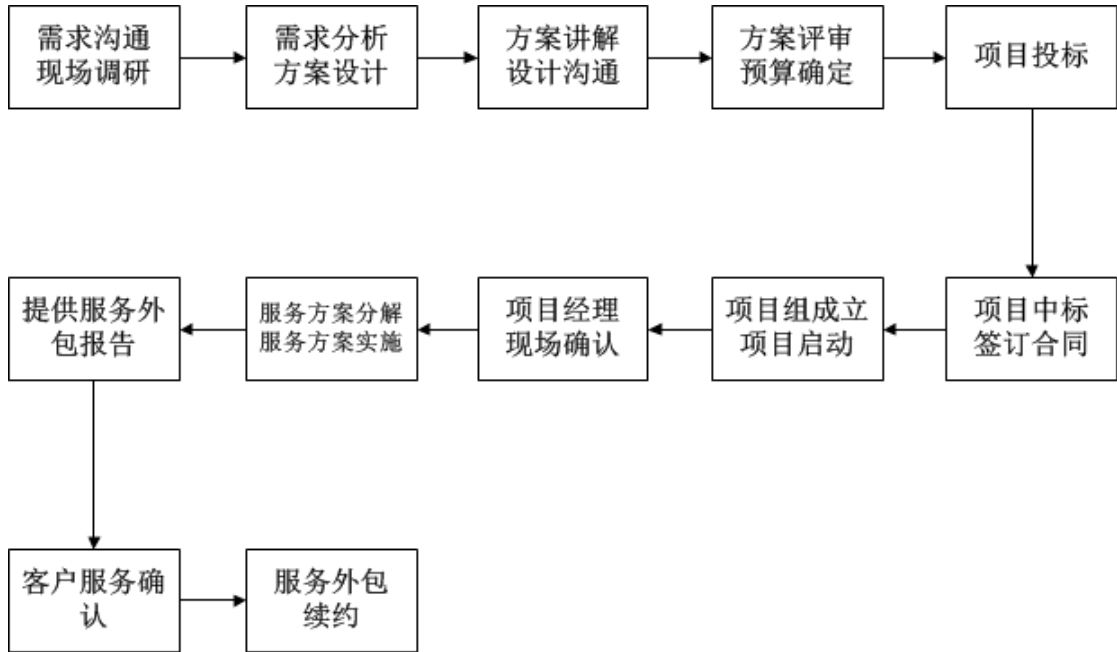 需求沟通
现场调研
需求分析
方案设计
方案讲解
设计沟通
方案评审
预算确定
项目投标
提供服务外
包报告
服务方案分解
服务方案实施
项目经理
现场确认
项目组成立
项目启动
项目中标
签订合同
客户服务确
认
服务外包
续约